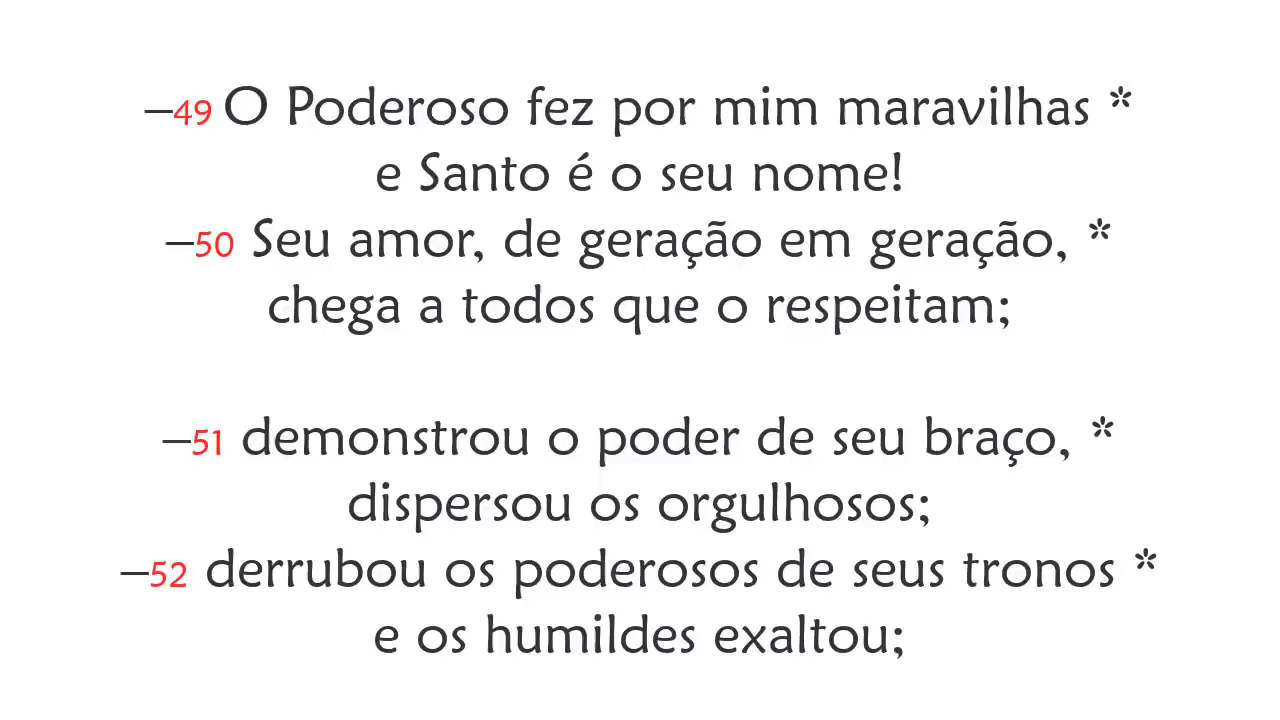 –49 O Poderoso fez por mim maravilhas *
e Santo é o seu nome!
–50 Seu amor, de geração em geração, *
chega a todos que o respeitam;
–51 demonstrou o poder de seu braço, *
dispersou os orgulhosos;
–52 derrubou os poderosos de seus tronos *
e os humildes exaltou;